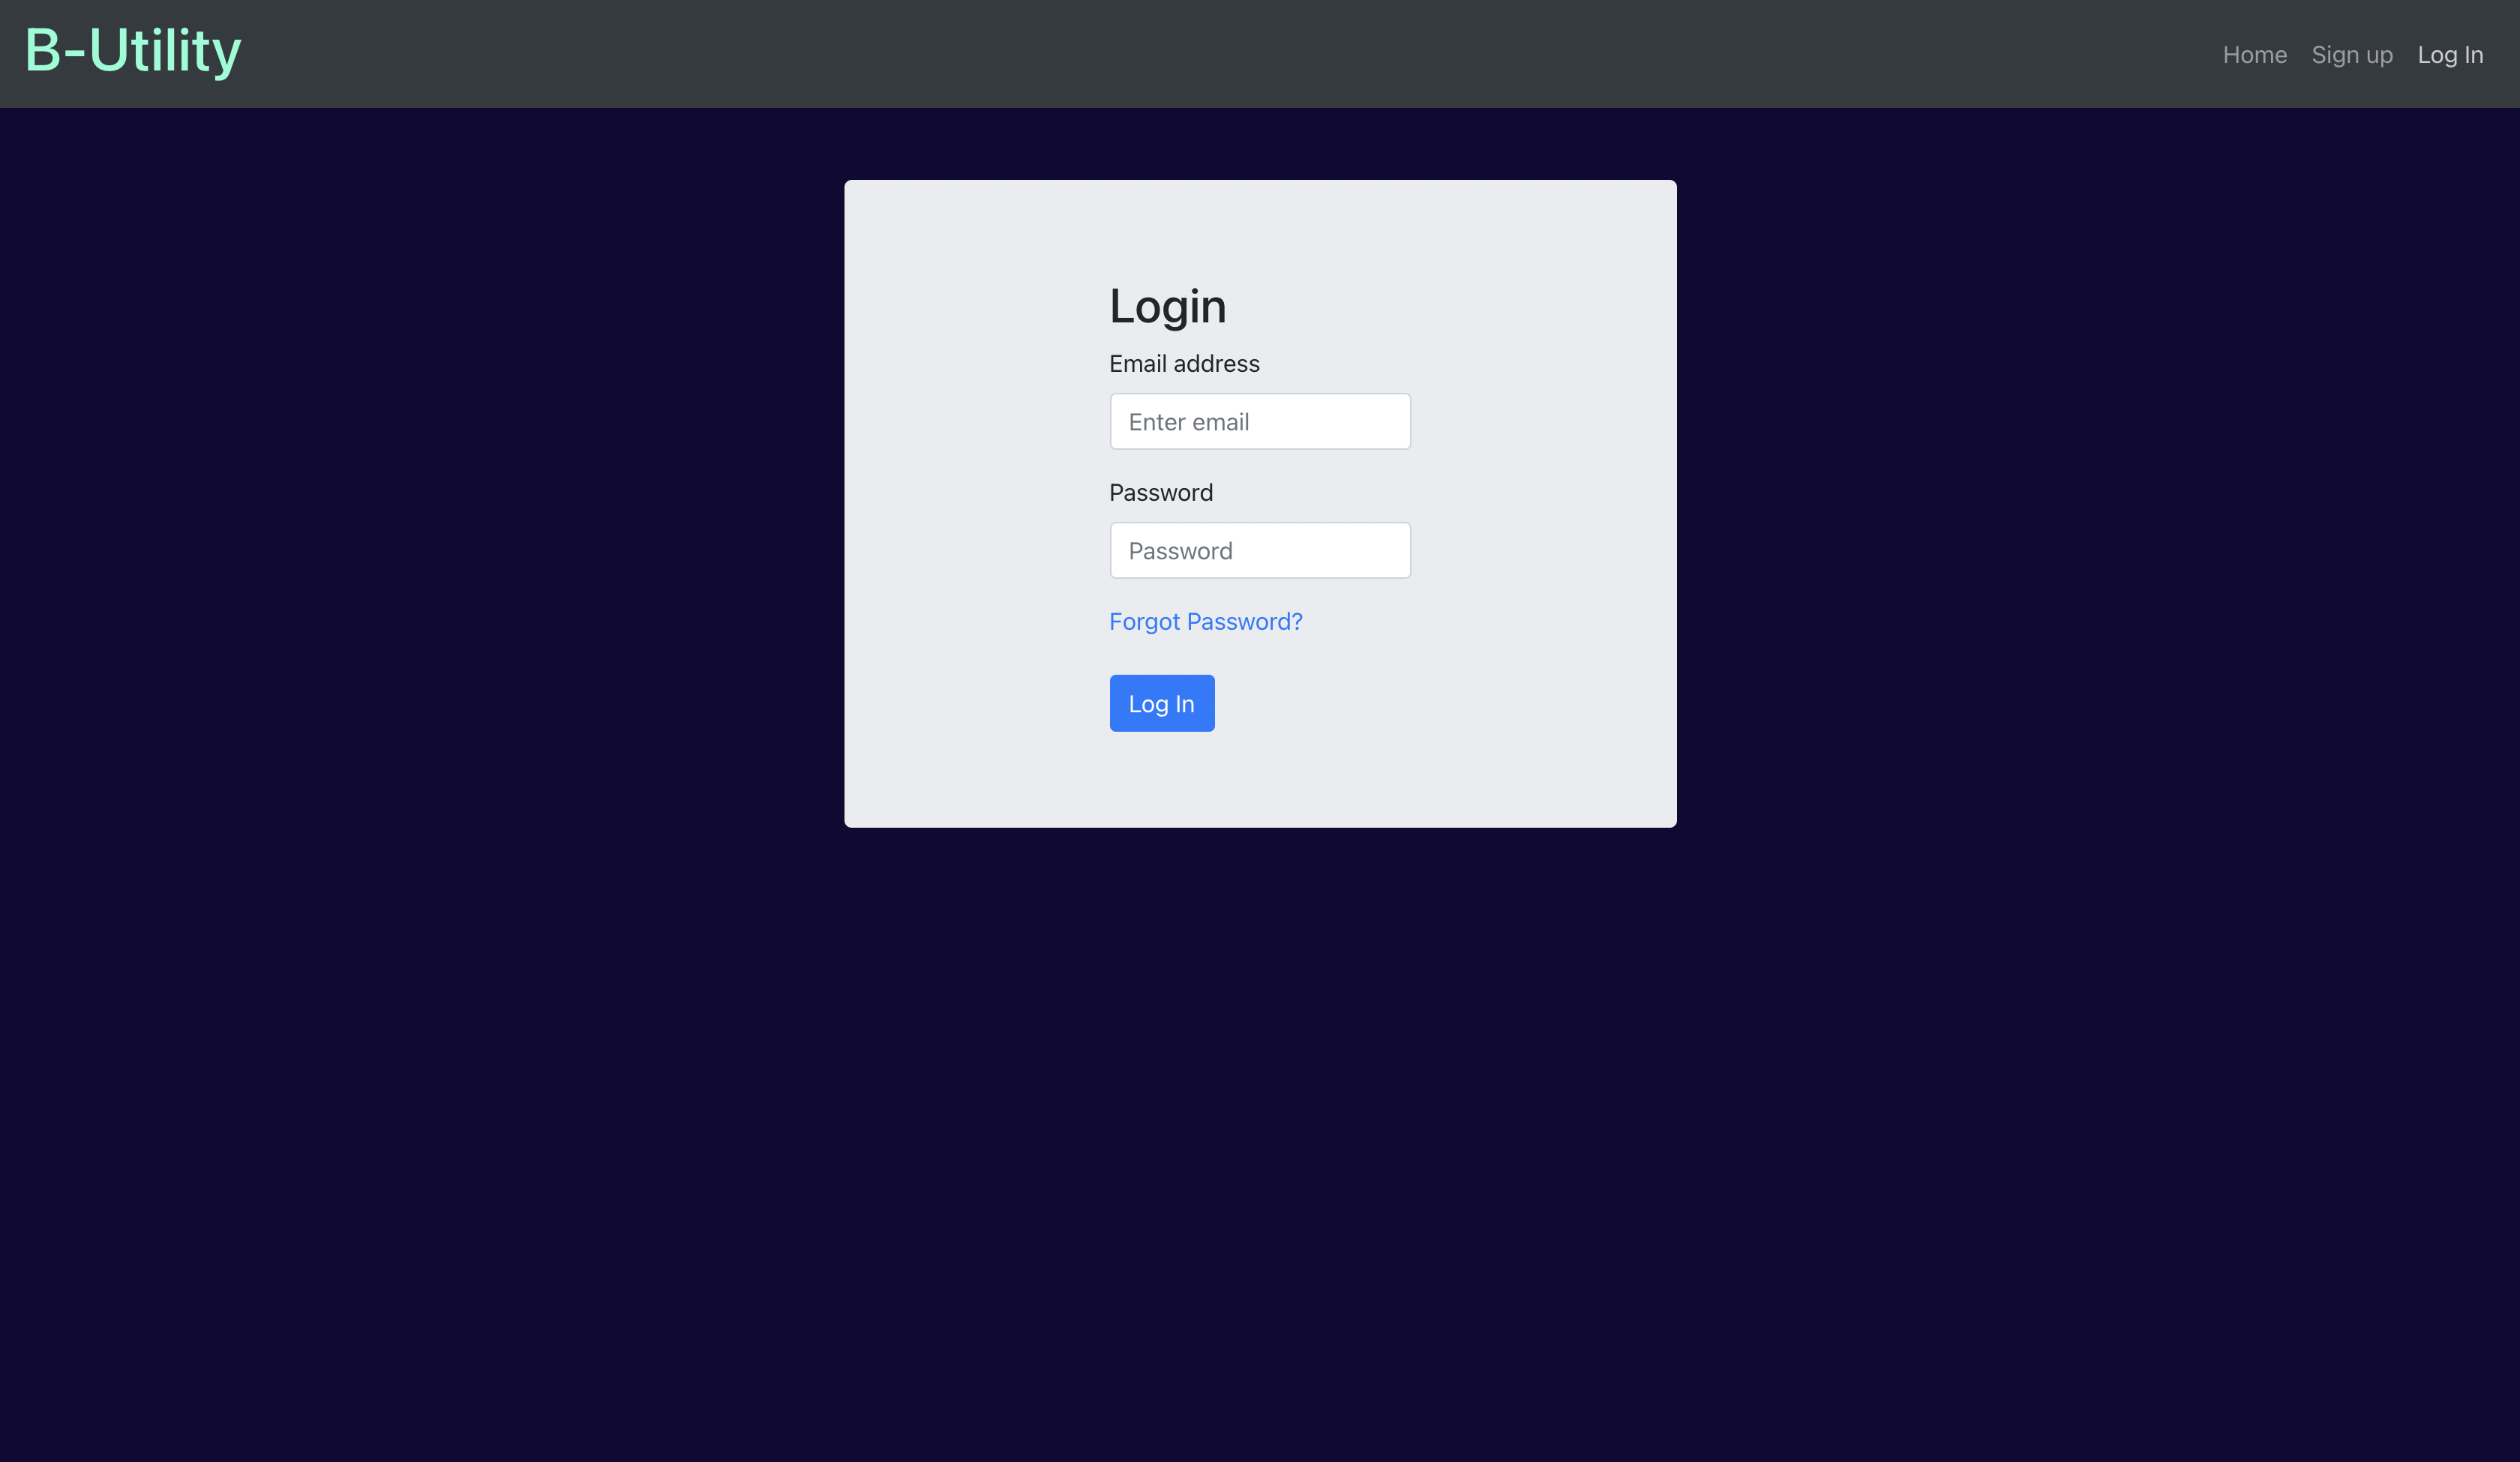 B-Utility
Home Sign up Log In
Login
Email address
Enter email
Password
Password
Forgot Password?
Log In